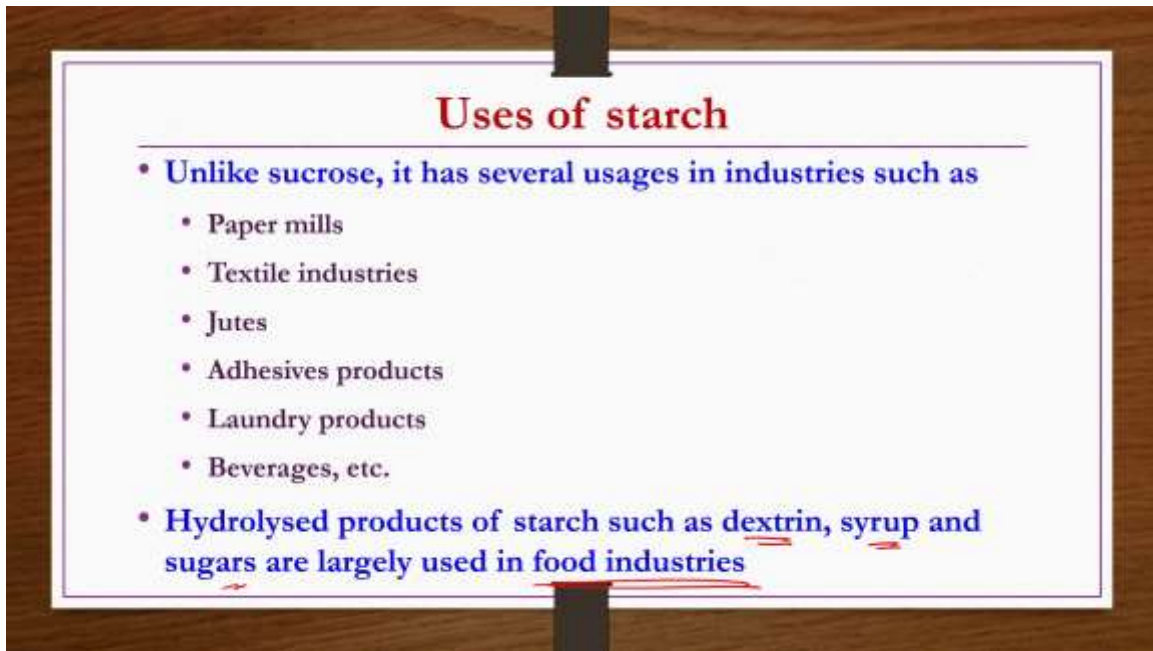 Uses of starch
• Unlike sucrose, it has several usages in industries such as
• Paper mills
• Textile industries
• Jutes
• Adhesives products
• Laundry products
• Beverages, etc.
• Hydrolysed products of starch such as dextrin, syrup and
sugars are largely used in food industries